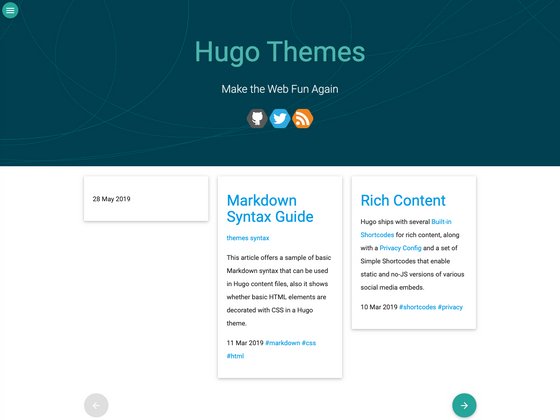 Hugo Themes
Make the Web Fun Again
28 May 2019
Markdown
Syntax Guide
themes syntax
This article offers a sample of basic
Markdown syntax that can be used
in Hugo content files, also it shows
whether basic HTML elements are
decorated with CSS in a Hugo
theme.
11 Mar 2019 #markdown #css
#html
Rich Content
Hugo ships with several Built-in
Shortcodes for rich content, along
with a Privacy Config and a set of
Simple Shortcodes that enable
static and no-JS versions of various
social media embeds.
10 Mar 2019 #shortcodes #privacy